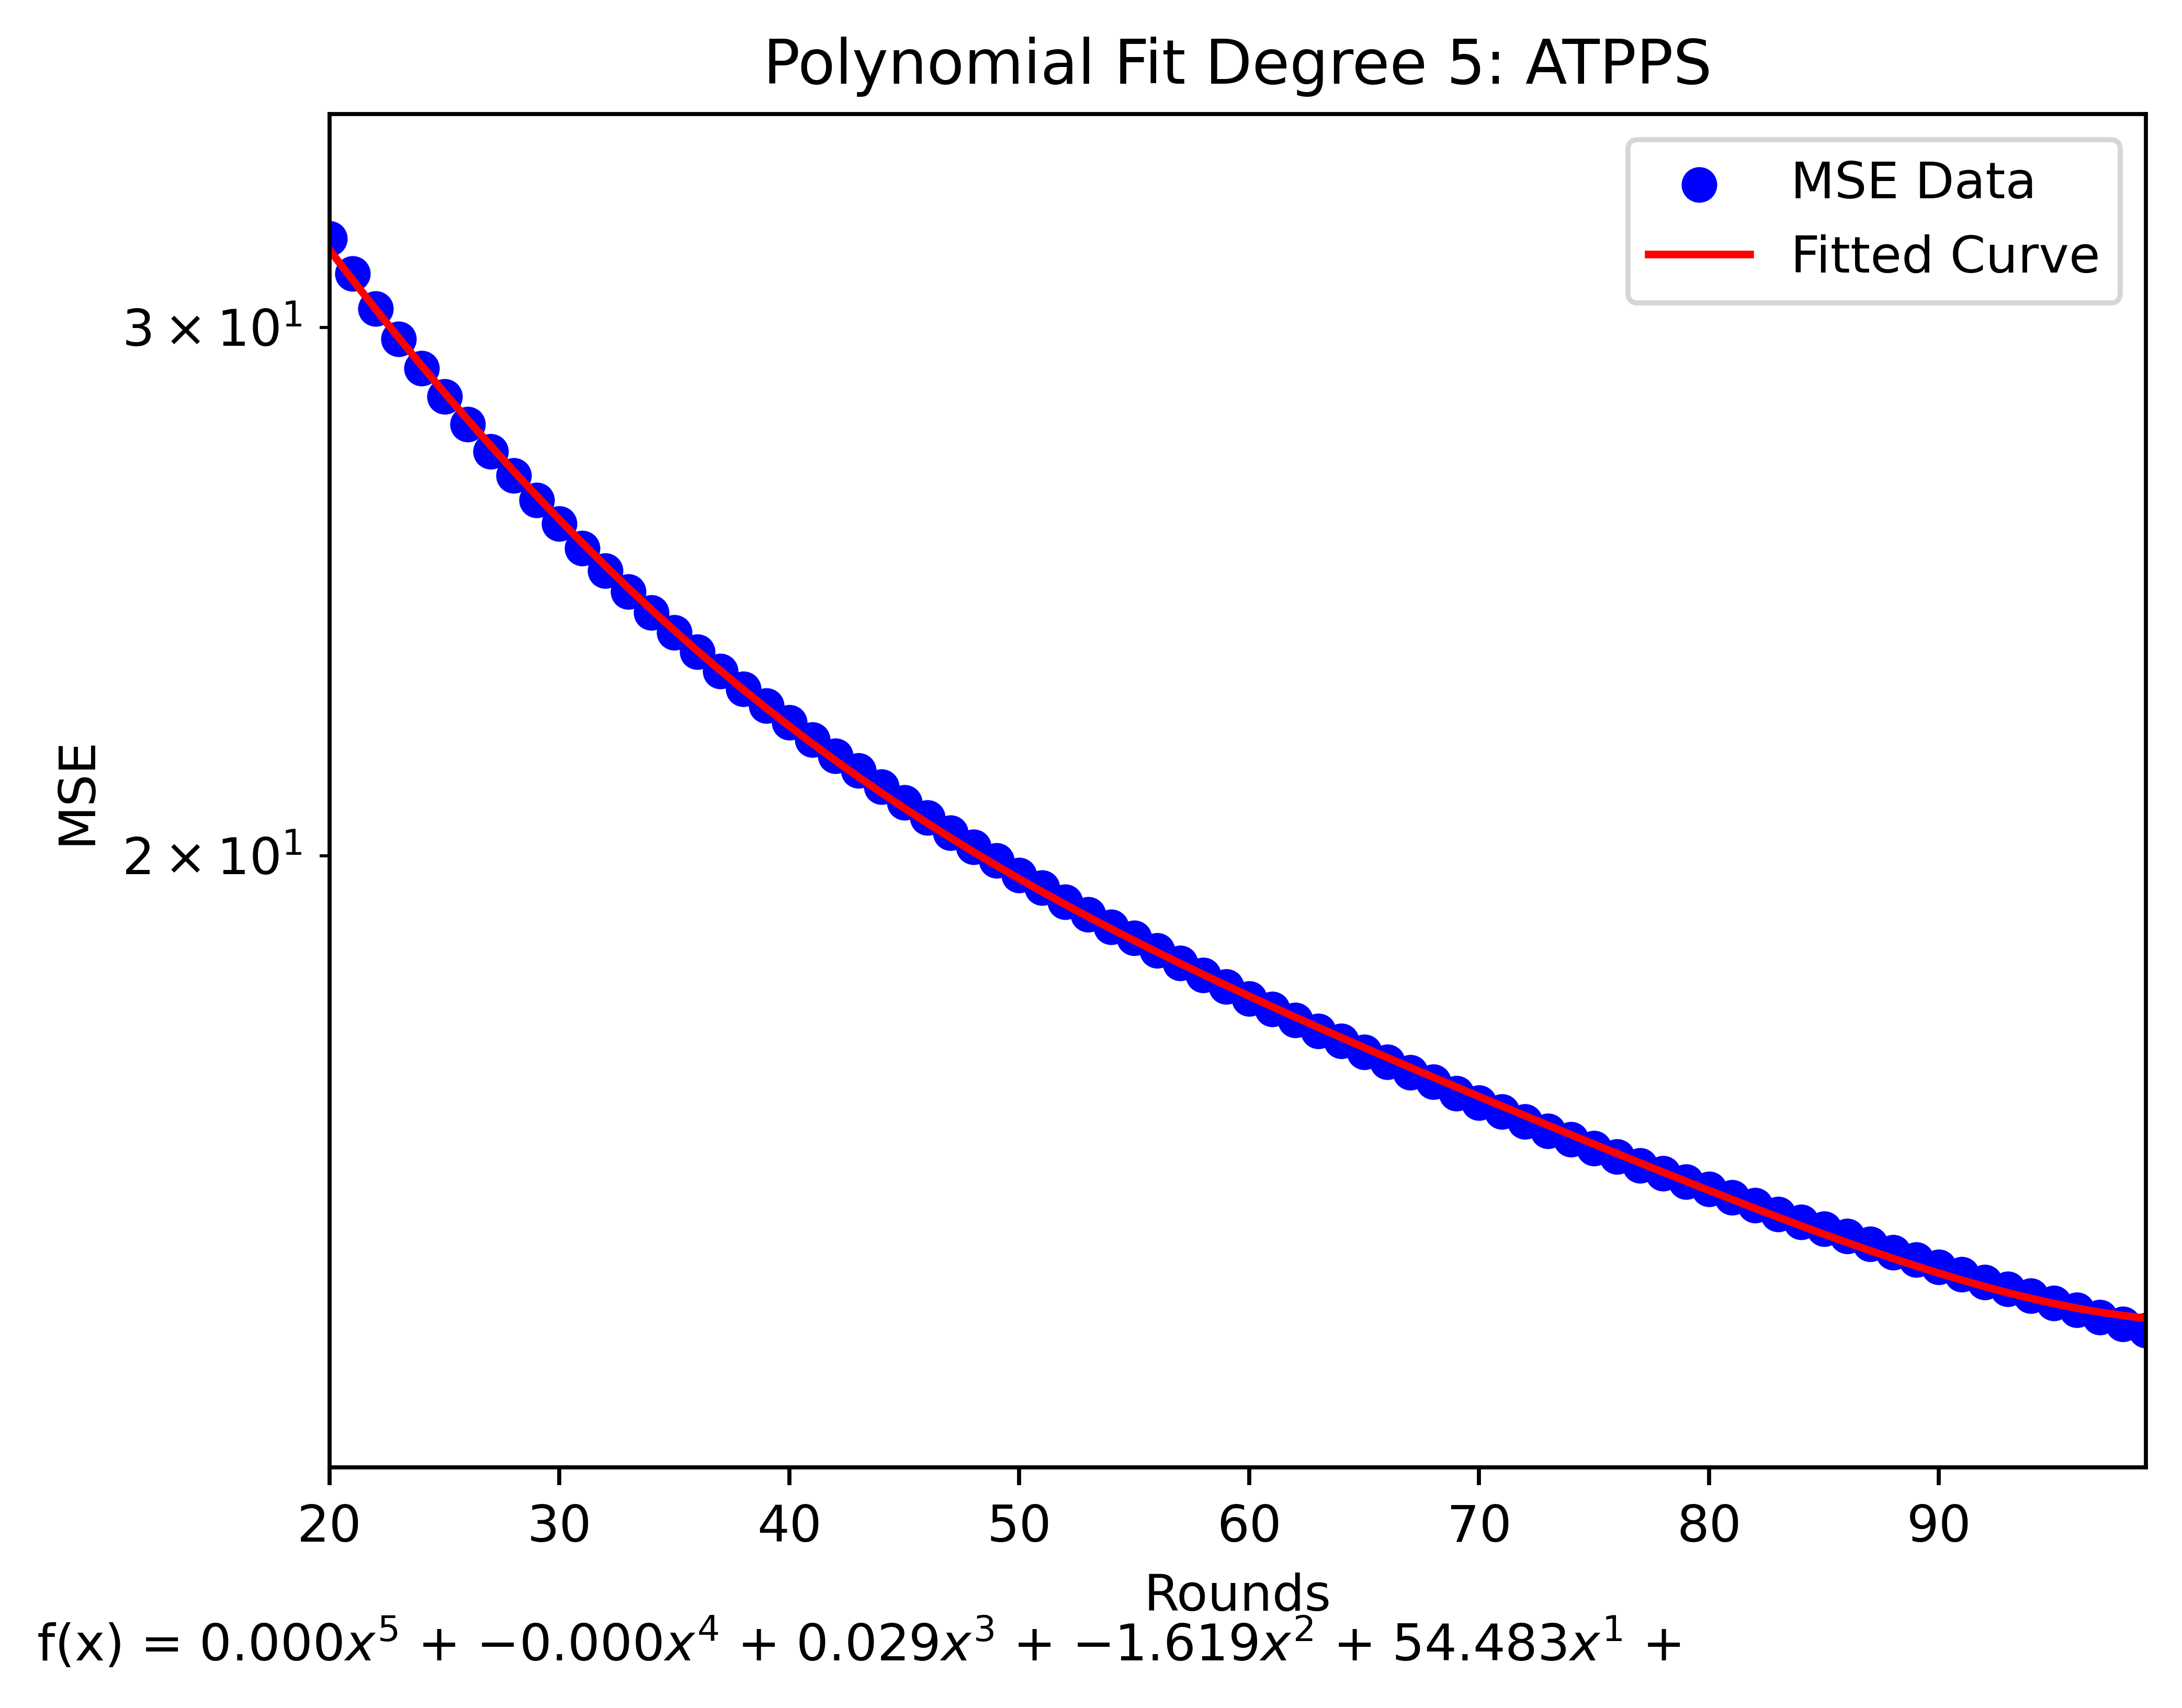 Polynomial Fit Degree 5: ATPPS
MSE Data
Fitted Curve
3 × 10¹
2 × 10¹
MSE
20 30 40 50 60 70 80 90
Rounds
f(x) = 0.000x⁵ + −0.000x⁴ + 0.029x³ + −1.619x² + 54.483x¹ +